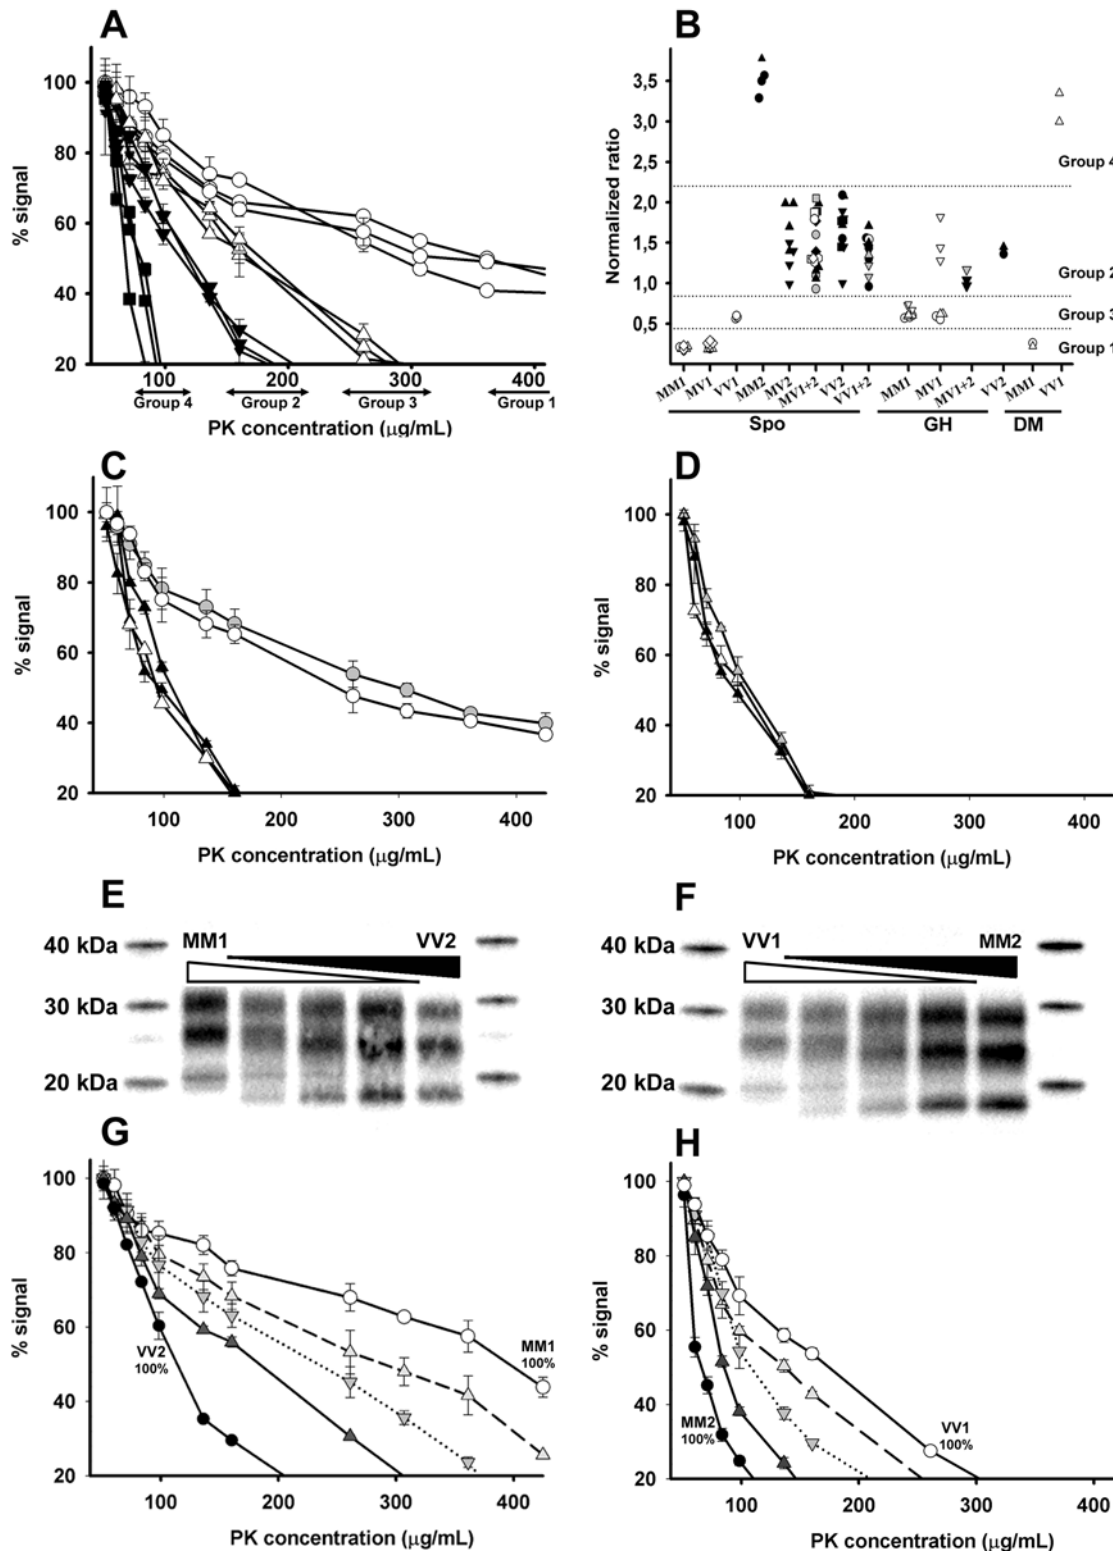 A
% signal
100
80
60
40
20
100
200
300
400
Group 4
Group 2
Group 3
Group 1
PK concentration (μg/mL)
B
Normalized ratio
3,5
3,0
2,5
2,0
1,5
1,0
0,5
Group 4
Group 2
Group 3
Group 1
MM1
MV1
VV1
MM2
MV2
MV1+2
VV2
VV1+2
MM1
MV1
MV1+2
VV2
MM1
VV1
Spo
GH
DM
C
% signal
100
80
60
40
20
100
200
300
400
PK concentration (μg/mL)
D
% signal
100
80
60
40
20
100
200
300
400
PK concentration (μg/mL)
E
40 kDa
30 kDa
20 kDa
MM1
VV2
F
40 kDa
30 kDa
20 kDa
VV1
MM2
G
% signal
100
80
60
40
20
VV2
100%
MM1
100%
100
200
300
400
PK concentration (μg/mL)
H
% signal
100
80
60
40
20
MM2
100%
VV1
100%
100
200
300
400
PK concentration (μg/mL)